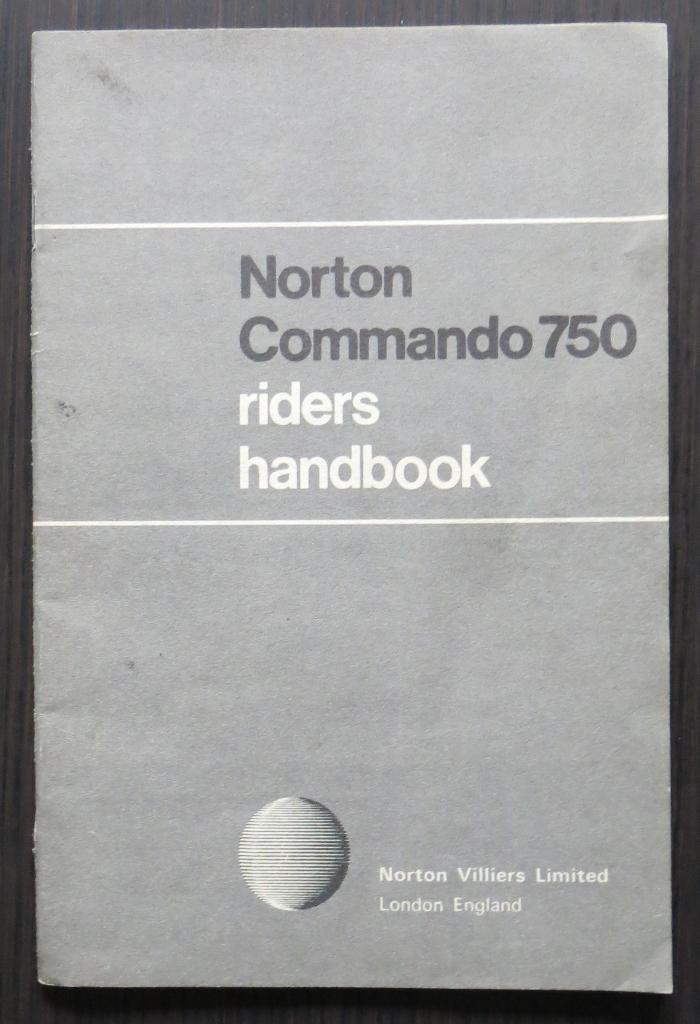 Norton
Commando 750
riders
handbook
Norton Villiers Limited
London England